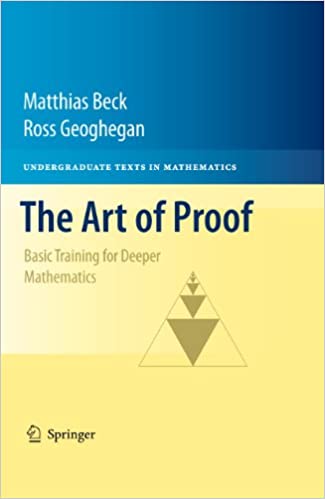 Matthias Beck
Ross Geoghegan
UNDERGRADUATE TEXTS IN MATHEMATICS
The Art of Proof
Basic Training for Deeper
Mathematics
Springer